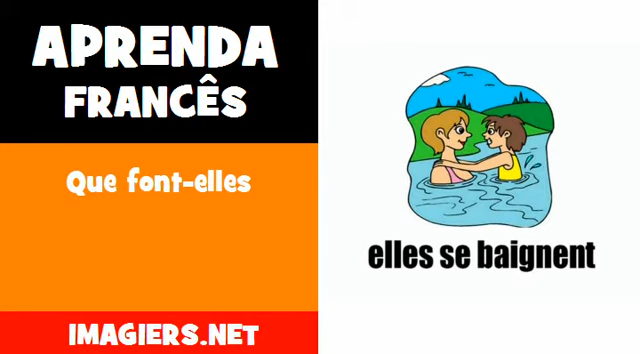 APRENDA
FRANCÊS
Que font-elles
IMAGIERS.NET
elles se baignent